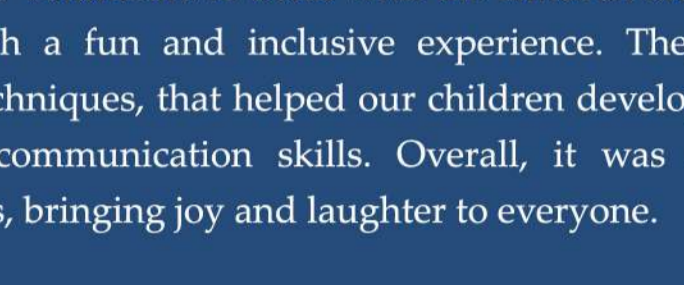 h a fun and inclusive experience. The
chniques, that helped our children develo
communication skills. Overall, it was
s, bringing joy and laughter to everyone.